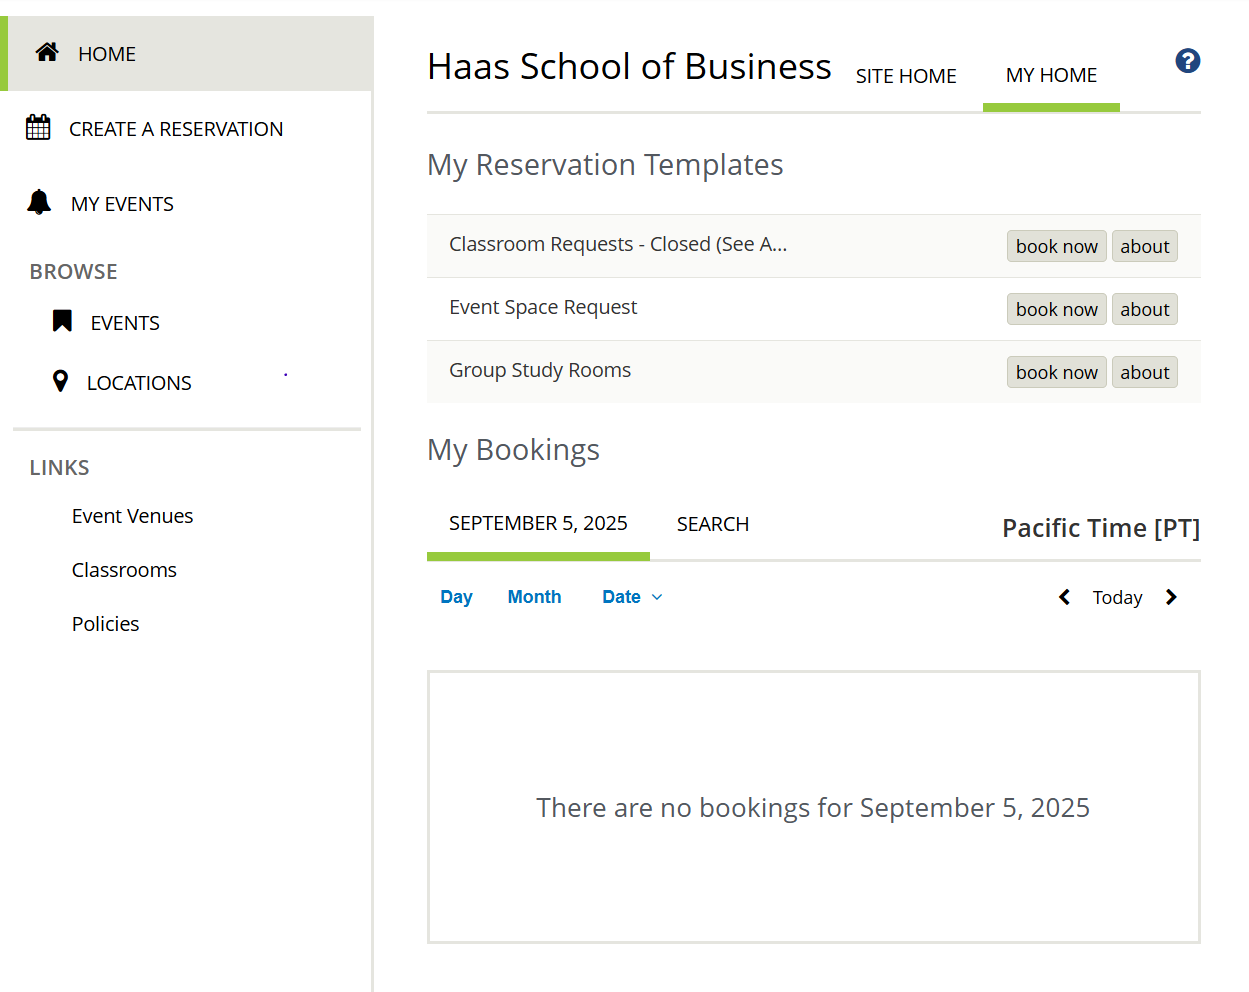 HOME
CREATE A RESERVATION
MY EVENTS
BROWSE
EVENTS
LOCATIONS
LINKS
Event Venues
Classrooms
Policies
Haas School of Business SITE HOME MY HOME ?
My Reservation Templates
Classroom Requests - Closed (See A... book now about
Event Space Request book now about
Group Study Rooms book now about
My Bookings
SEPTEMBER 5, 2025 SEARCH Pacific Time [PT]
Day Month Date Today
There are no bookings for September 5, 2025